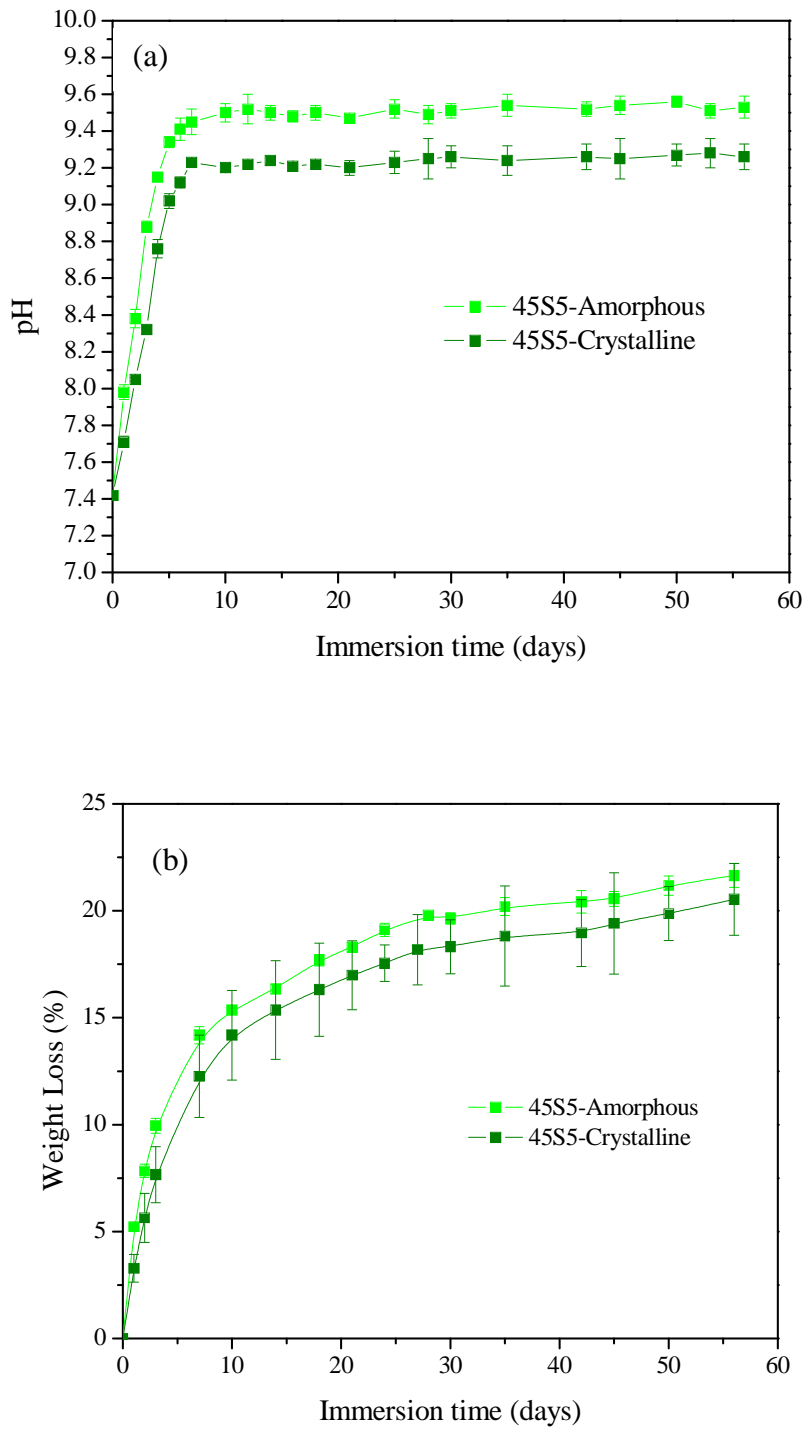 (a)
10.0
9.8
9.6
9.4
9.2
9.0
8.8
8.6
8.4
8.2
8.0
7.8
7.6
7.4
7.2
7.0
pH
45S5-Amorphous
45S5-Crystalline
0 10 20 30 40 50 60
Immersion time (days)
(b)
25
20
15
10
5
0
Weight Loss (%)
45S5-Amorphous
45S5-Crystalline
0 10 20 30 40 50 60
Immersion time (days)